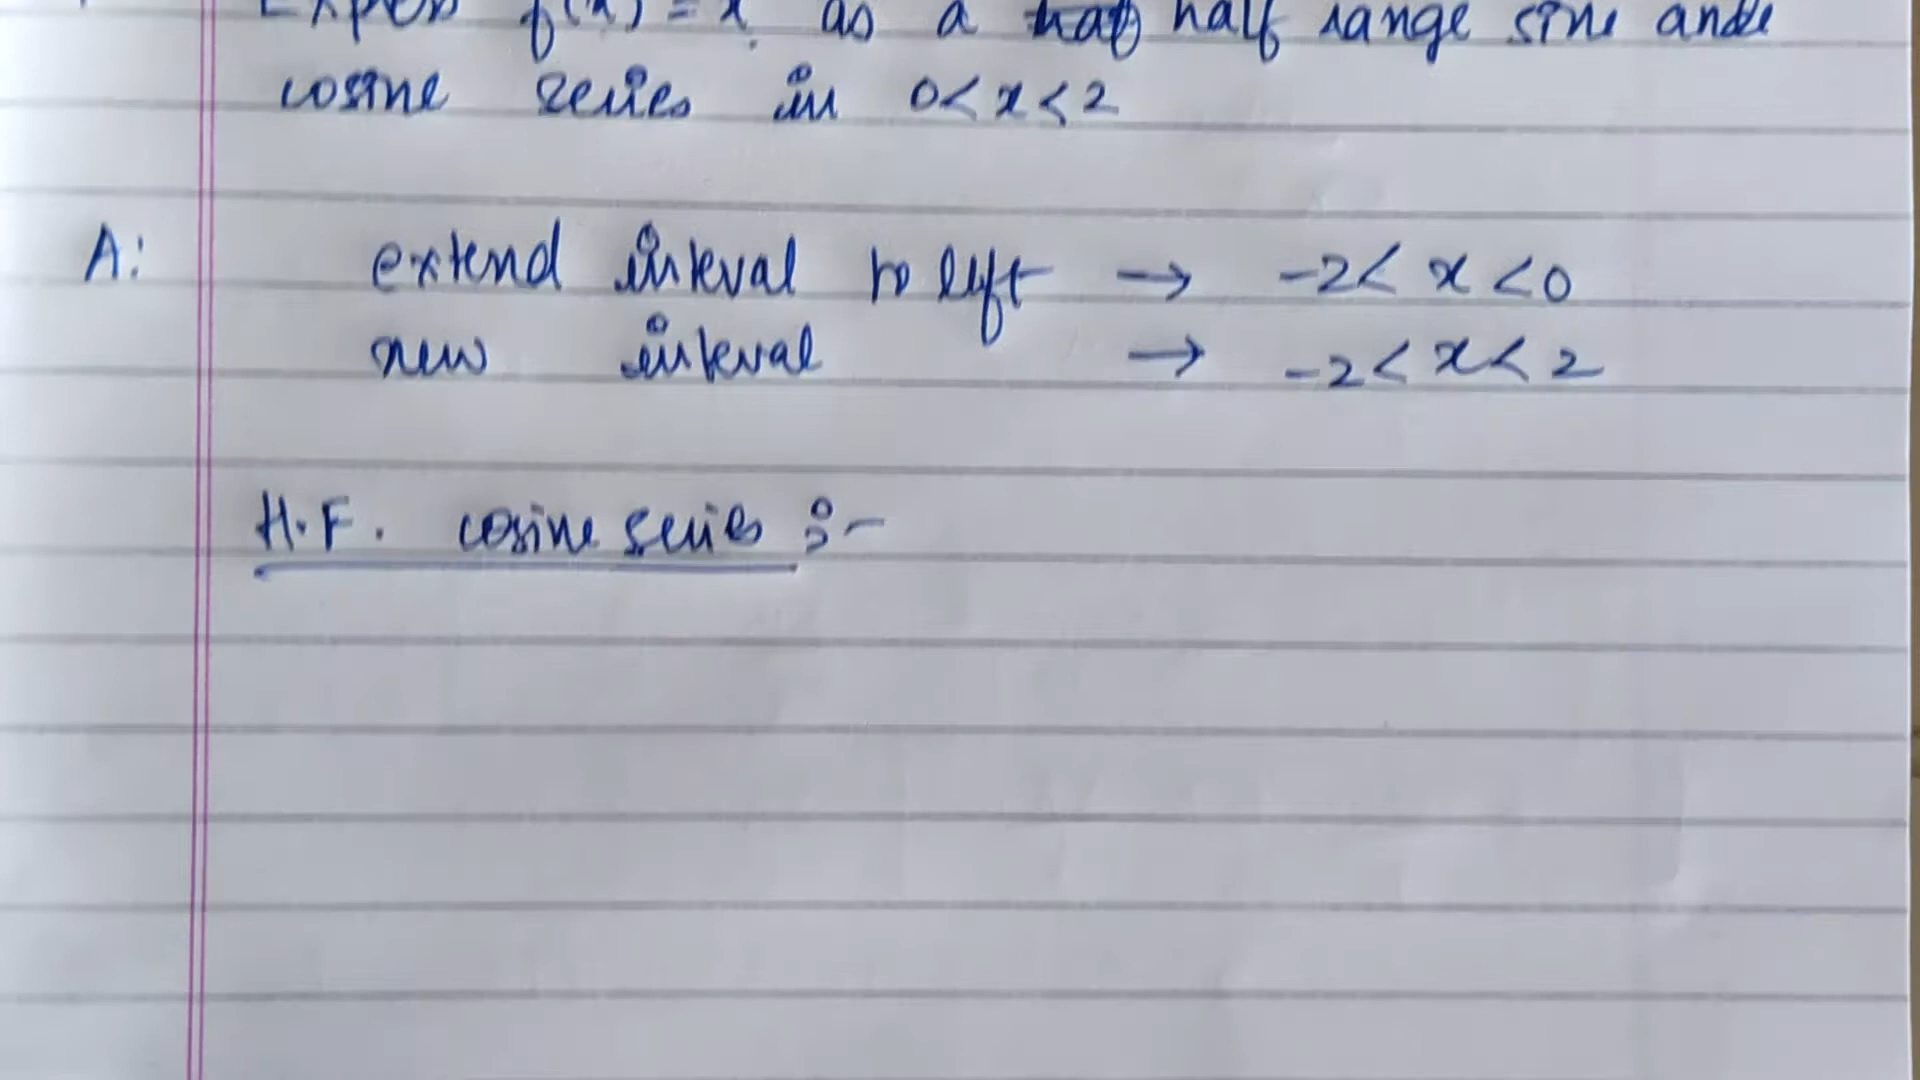 Express f(x) = x as a half range sine and
cosine series in 0 < x < 2
A: extend interval to left → -2 < x < 0
new interval → -2 < x < 2
H.F. cosine series :-